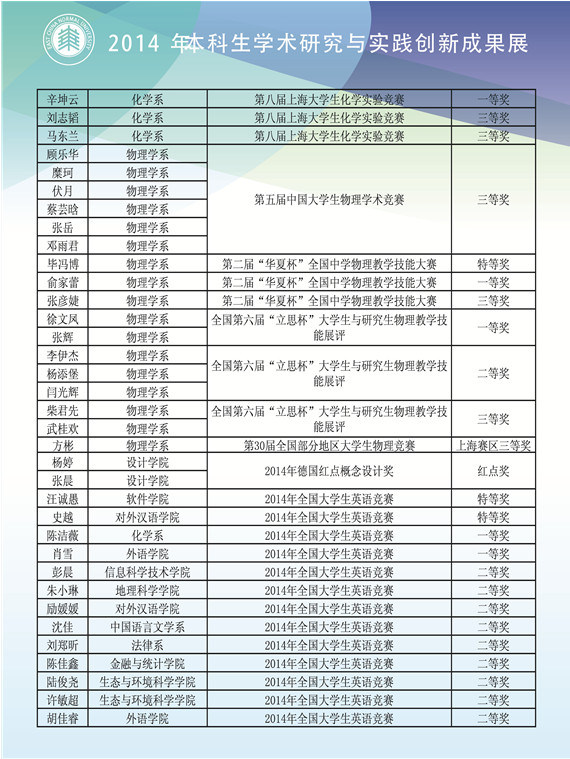 EAST CHINA NORMAL UNIVERSITY
2014 年本科生学术研究与实践创新成果展
辛坤云 化学系 第八届上海大学生化学实验竞赛 一等奖
刘志韬 化学系 第八届上海大学生化学实验竞赛 三等奖
马东兰 化学系 第八届上海大学生化学实验竞赛 三等奖
顾乐华 物理学系
糜珂 物理学系
伏月 物理学系
第五届中国大学生物理学术竞赛 三等奖
蔡芸晗 物理学系
张岳 物理学系
邓雨君 物理学系
毕冯博 物理学系 第二届“华夏杯”全国中学物理教学技能大赛 特等奖
俞家蕾 物理学系 第二届“华夏杯”全国中学物理教学技能大赛 一等奖
张彦婕 物理学系 第二届“华夏杯”全国中学物理教学技能大赛 三等奖
徐文凤 物理学系 全国第六届“立思杯”大学生与研究生物理教学技
能展评 一等奖
张辉 物理学系
李伊杰 物理学系 全国第六届“立思杯”大学生与研究生物理教学技
杨添堡 物理学系 能展评 二等奖
闫光辉 物理学系
柴君先 物理学系 全国第六届“立思杯”大学生与研究生物理教学技
能展评 三等奖
武桂欢 物理学系
方彬 物理学系 第30届全国部分地区大学生物理竞赛 上海赛区三等奖
杨婷 设计学院
2014年德国红点概念设计奖 红点奖
张晨 设计学院
汪诚愚 软件学院 2014年全国大学生英语竞赛 特等奖
史越 对外汉语学院 2014年全国大学生英语竞赛 特等奖
陈洁薇 化学系 2014年全国大学生英语竞赛 一等奖
肖雪 外语学院 2014年全国大学生英语竞赛 一等奖
彭晨 信息科学技术学院 2014年全国大学生英语竞赛 二等奖
朱小琳 地理科学学院 2014年全国大学生英语竞赛 二等奖
励媛媛 对外汉语学院 2014年全国大学生英语竞赛 二等奖
沈佳 中国语言文学系 2014年全国大学生英语竞赛 二等奖
刘郑昕 法律系 2014年全国大学生英语竞赛 二等奖
陈佳鑫 金融与统计学院 2014年全国大学生英语竞赛 二等奖
陆俊尧 生态与环境科学学院 2014年全国大学生英语竞赛 二等奖
许敏超 生态与环境科学学院 2014年全国大学生英语竞赛 二等奖
胡佳睿 外语学院 2014年全国大学生英语竞赛 二等奖